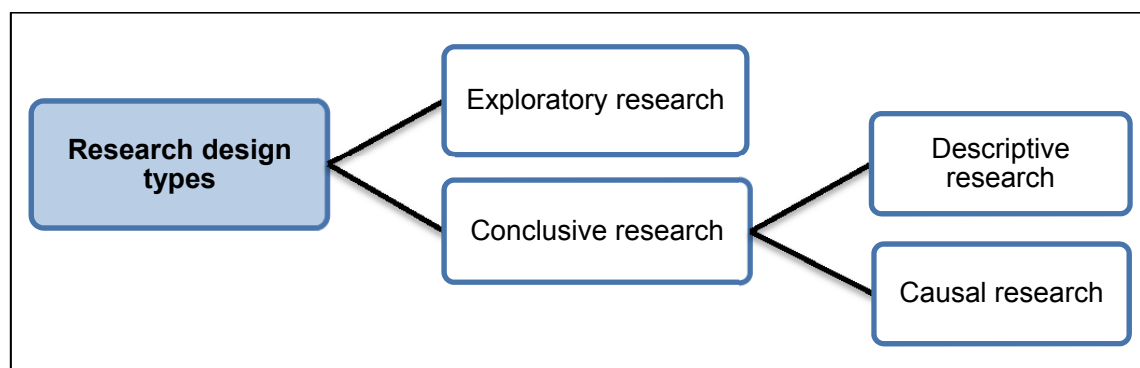 Research design
types
Exploratory research
Conclusive research
Descriptive
research
Causal research